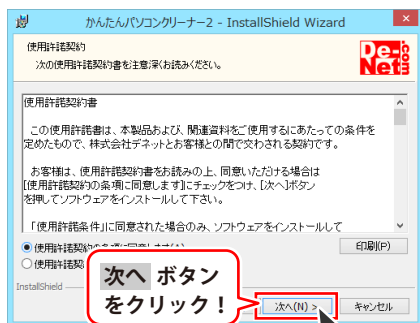 かんたんパソコンクリーナー2 - InstallShield Wizard
使用許諾契約
次の使用許諾契約書を注意深くお読みください。
De-
Net
.com
使用許諾契約書
この使用許諾書は、本製品および、関連資料をご使用するにあたっての条件を
定めたもので、株式会社デネットとお客様との間で交わされる契約です。
お客様は、使用許諾契約書をお読みの上、同意いただける場合は
[使用許諾契約の条項に同意します]にチェックをつけ、[次へ]ボタン
を押してソフトウェアをインストールして下さい。
「使用許諾条件」に同意された場合のみ、ソフトウェアをインストールして
使用許諾契約の条項に同意します(A)
印刷(P)
使用許諾契
次へ ボタン
をクリック!
InstallShield
次へ(N) >
キャンセル